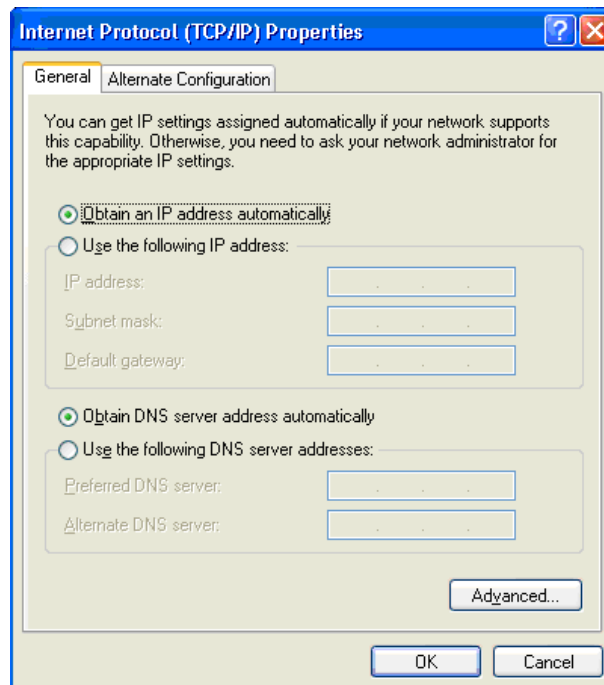 Internet Protocol (TCP/IP) Properties
General
Alternate Configuration
You can get IP settings assigned automatically if your network supports
this capability. Otherwise, you need to ask your network administrator for
the appropriate IP settings.
Obtain an IP address automatically
Use the following IP address:
IP address:
Subnet mask:
Default gateway:
Obtain DNS server address automatically
Use the following DNS server addresses:
Preferred DNS server:
Alternate DNS server:
Advanced...
OK
Cancel